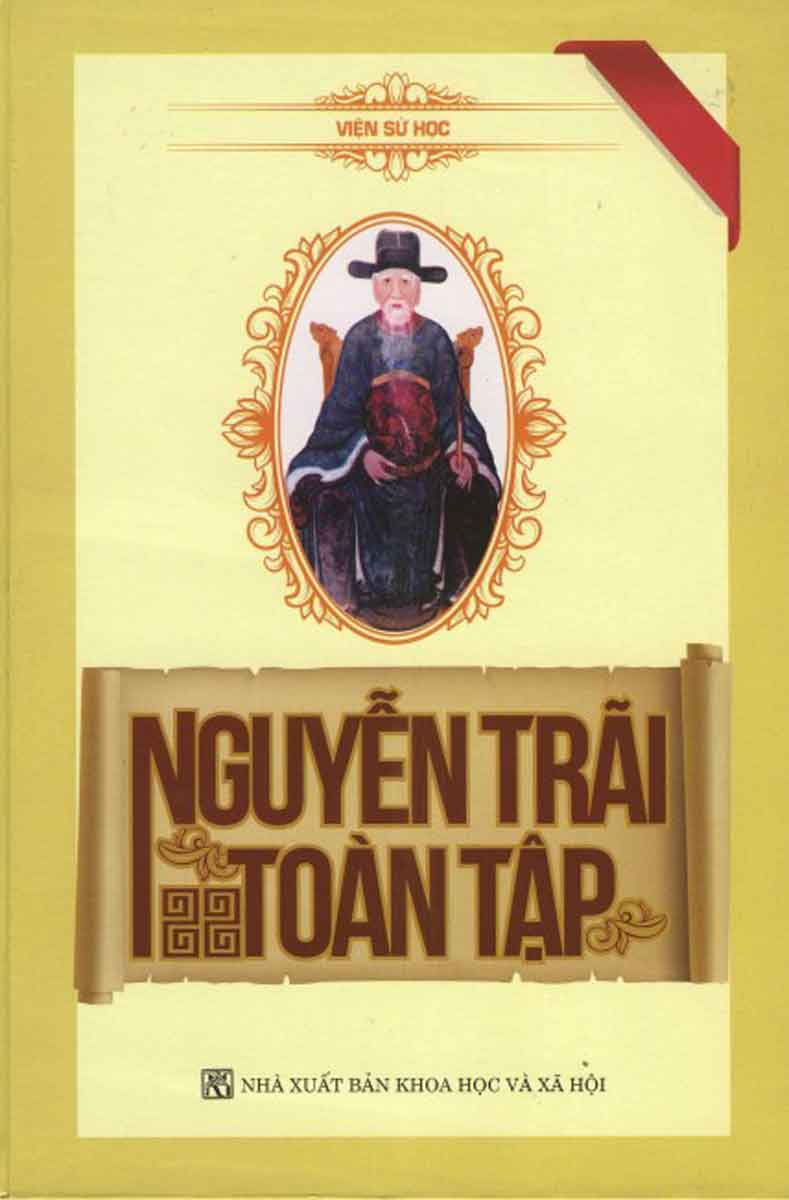 VIỆN SỬ HỌC
NGUYỄN TRÃI
TOÀN TẬP
NHÀ XUẤT BẢN KHOA HỌC VÀ XÃ HỘI